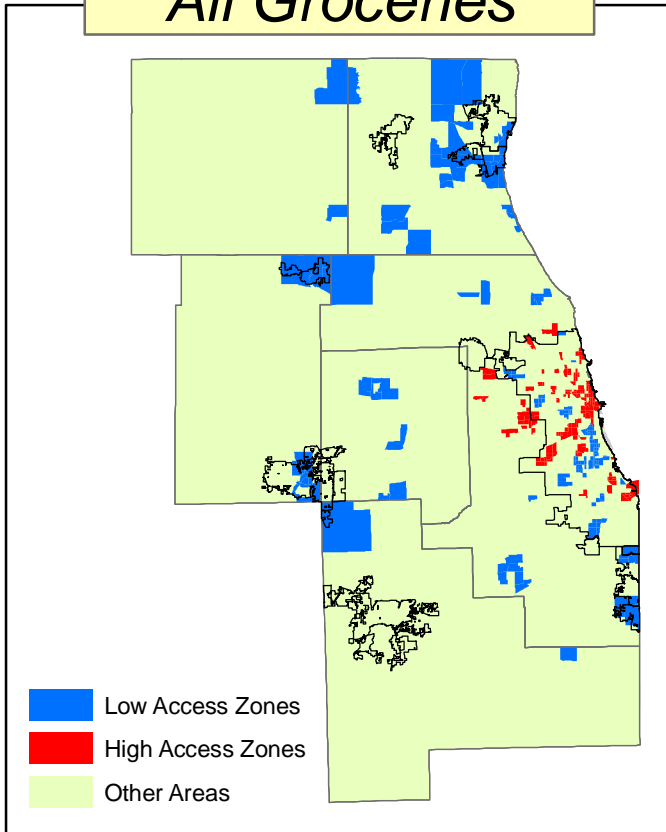 All Groceries
Low Access Zones
High Access Zones
Other Areas